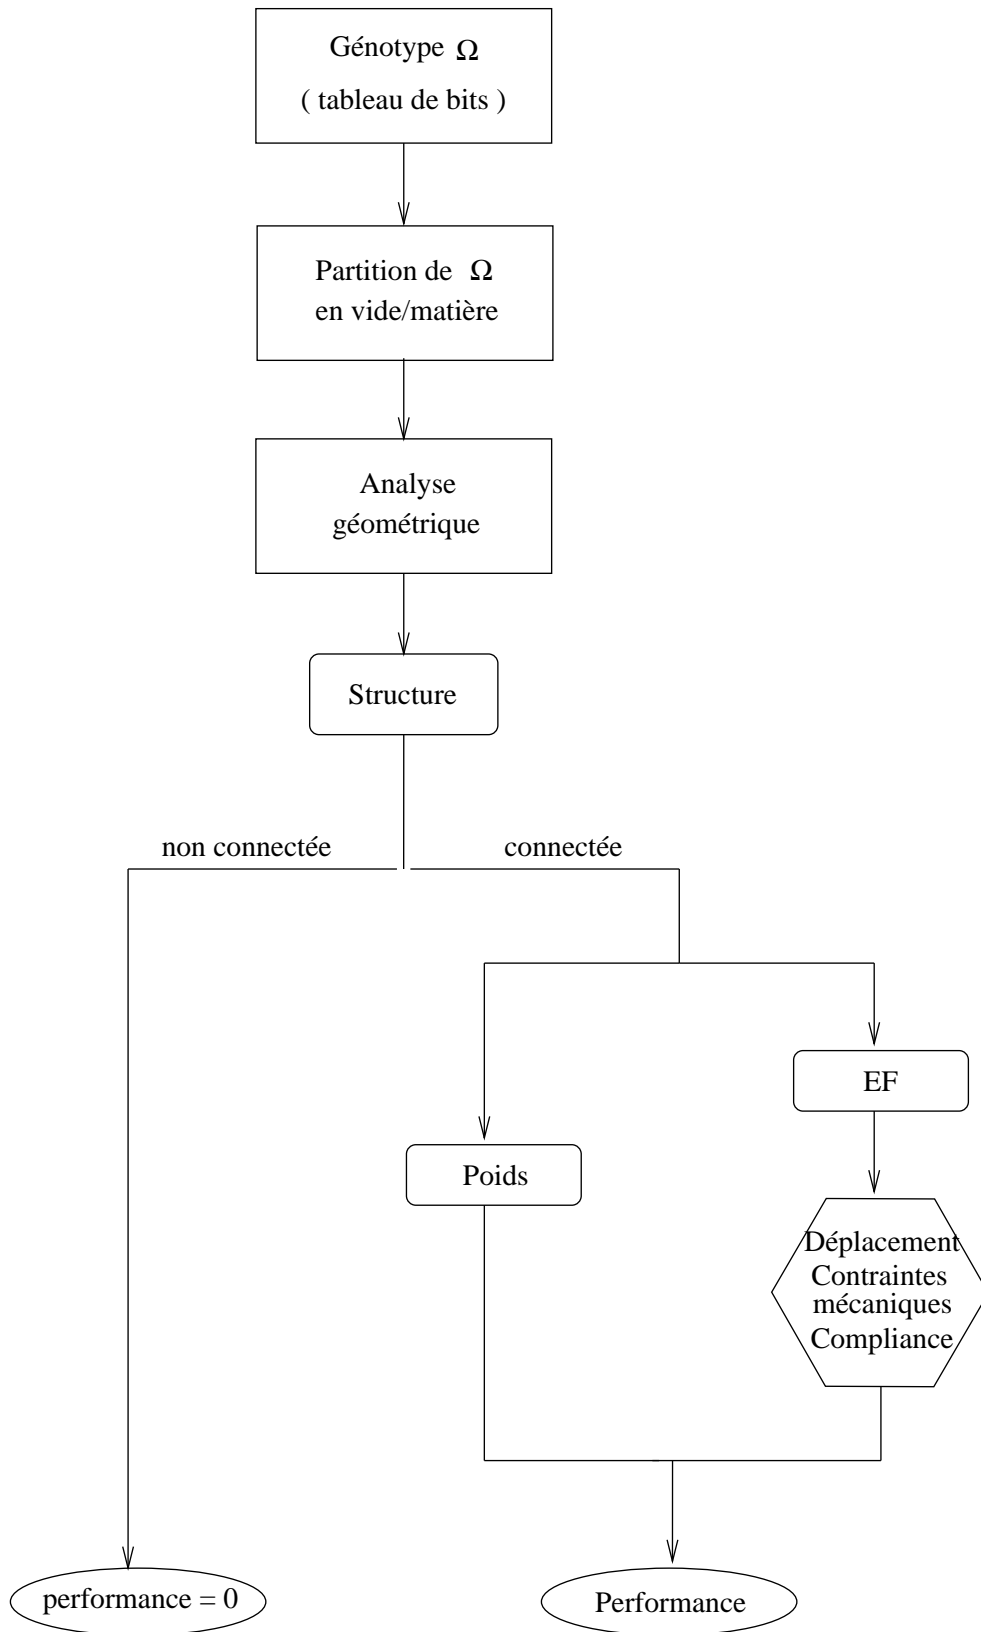 Génotype Ω
( tableau de bits )
Partition de Ω
en vide/matière
Analyse
géométrique
Structure
non connectée
connectée
EF
Poids
Déplacement
Contraintes
mécaniques
Compliance
performance = 0
Performance